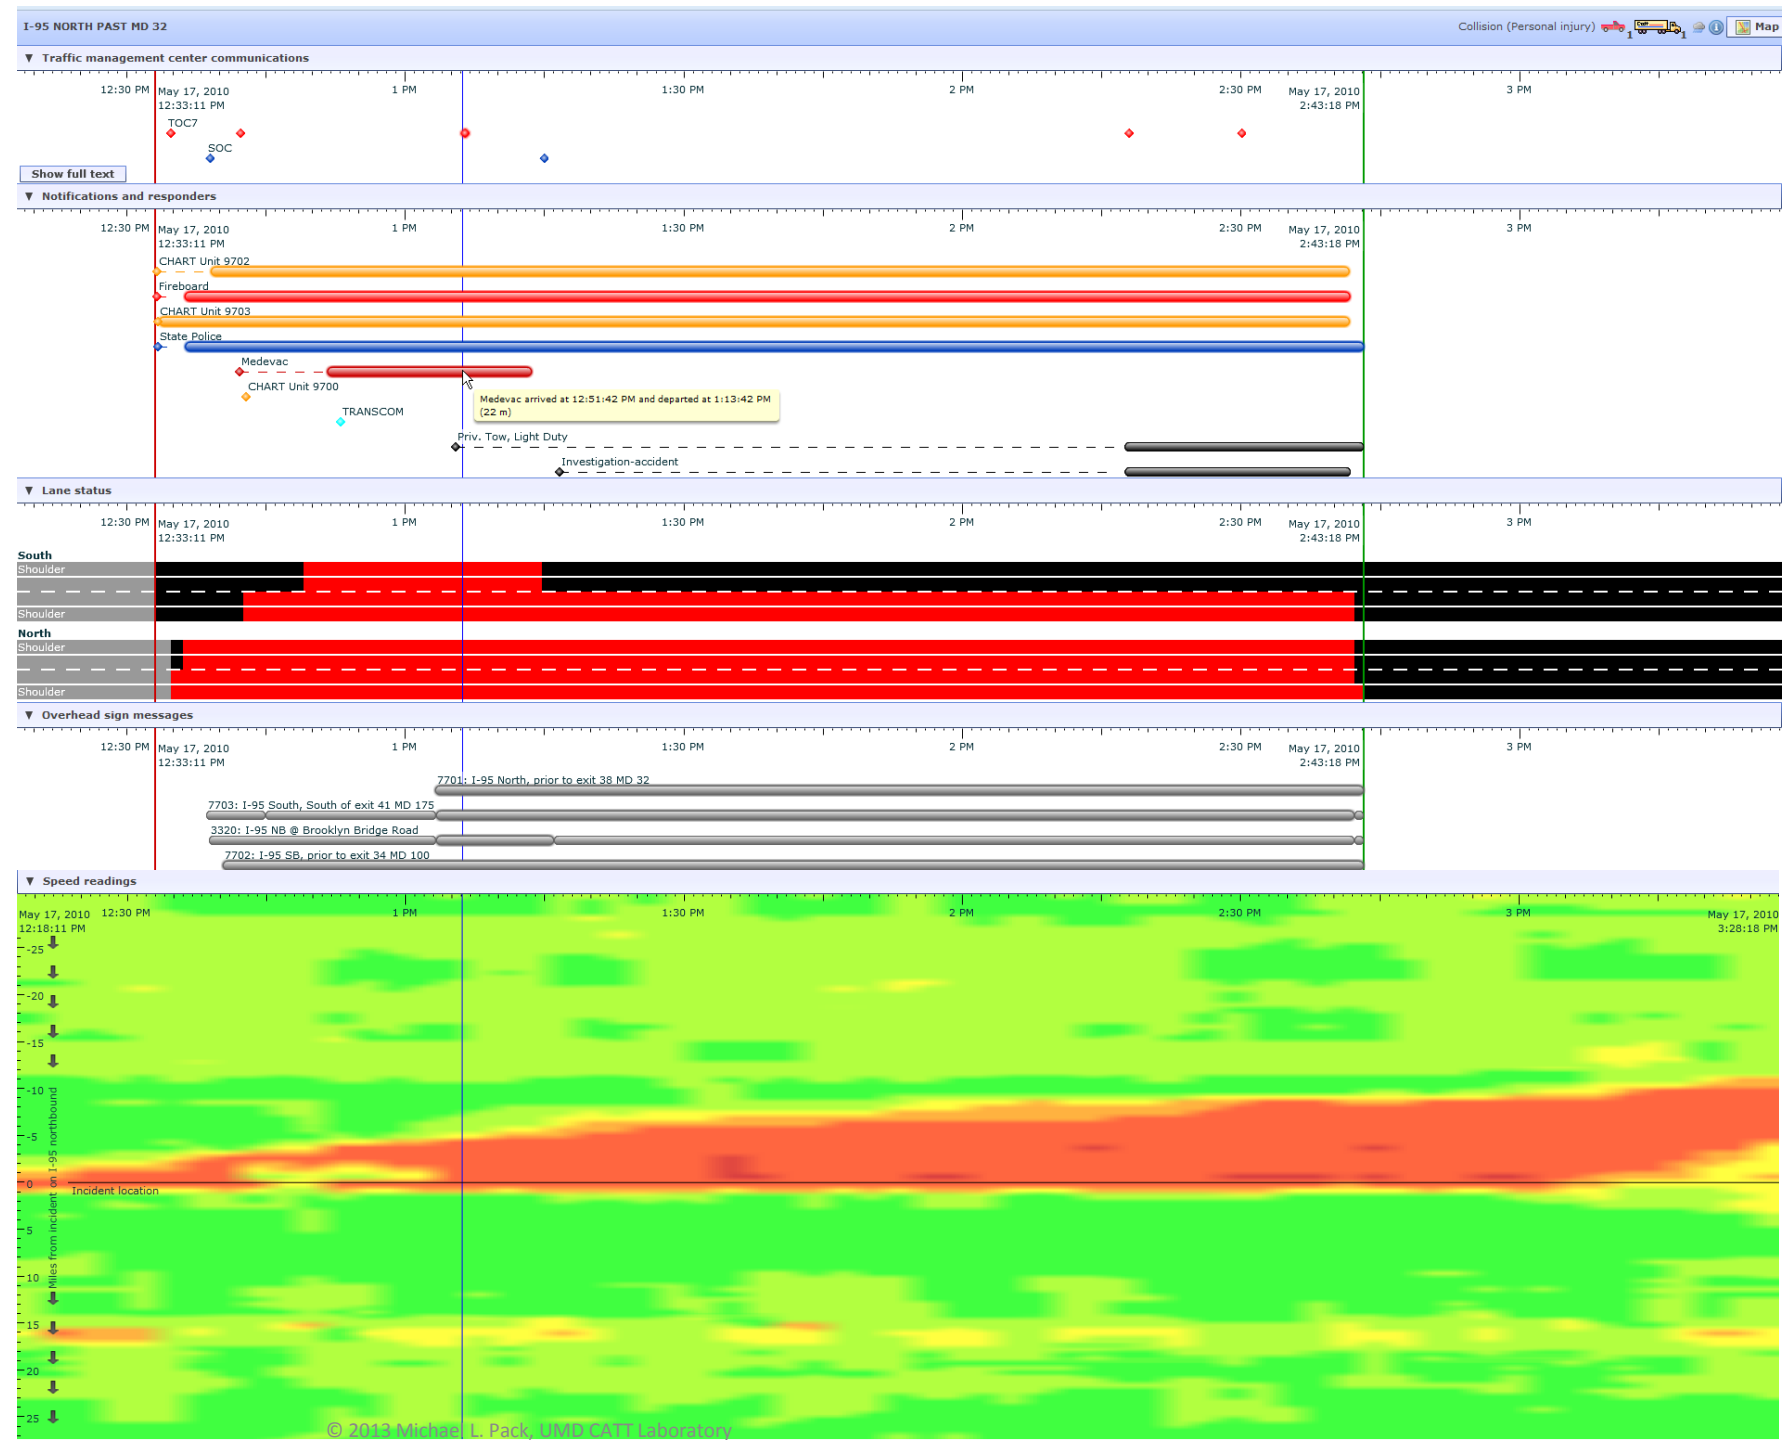 I-95 NORTH PAST MD 32
Collision (Personal injury) 1 1 Map
Traffic management center communications
12:30 PM May 17, 2010 1 PM 1:30 PM 2 PM 2:30 PM May 17, 2010 3 PM
12:33:11 PM 2:43:18 PM
TOC7
SOC
Show full text
Notifications and responders
12:30 PM May 17, 2010 1 PM 1:30 PM 2 PM 2:30 PM May 17, 2010 3 PM
12:33:11 PM 2:43:18 PM
CHART Unit 9702
Fireboard
CHART Unit 9703
State Police
Medevac
CHART Unit 9700
Medevac arrived at 12:51:42 PM and departed at 1:13:42 PM
(22 m)
TRANSCOM
Priv. Tow, Light Duty
Investigation-accident
Lane status
12:30 PM May 17, 2010 1 PM 1:30 PM 2 PM 2:30 PM May 17, 2010 3 PM
12:33:11 PM 2:43:18 PM
South
Shoulder
Shoulder
North
Shoulder
Shoulder
Overhead sign messages
12:30 PM May 17, 2010 1 PM 1:30 PM 2 PM 2:30 PM May 17, 2010 3 PM
12:33:11 PM 2:43:18 PM
7701: I-95 North, prior to exit 38 MD 32
7703: I-95 South, South of exit 41 MD 175
3320: I-95 NB @ Brooklyn Bridge Road
7702: I-95 SB, prior to exit 34 MD 100
Speed readings
May 17, 2010 12:30 PM 1 PM 1:30 PM 2 PM 2:30 PM 3 PM May 17, 2010
12:18:11 PM 3:28:18 PM
-25
-20
-15
-10
-5
0
Incident location
5
10
15
20
25
Miles from incident on I-95 northbound
© 2013 Michael L. Pack, UMD CATT Laboratory